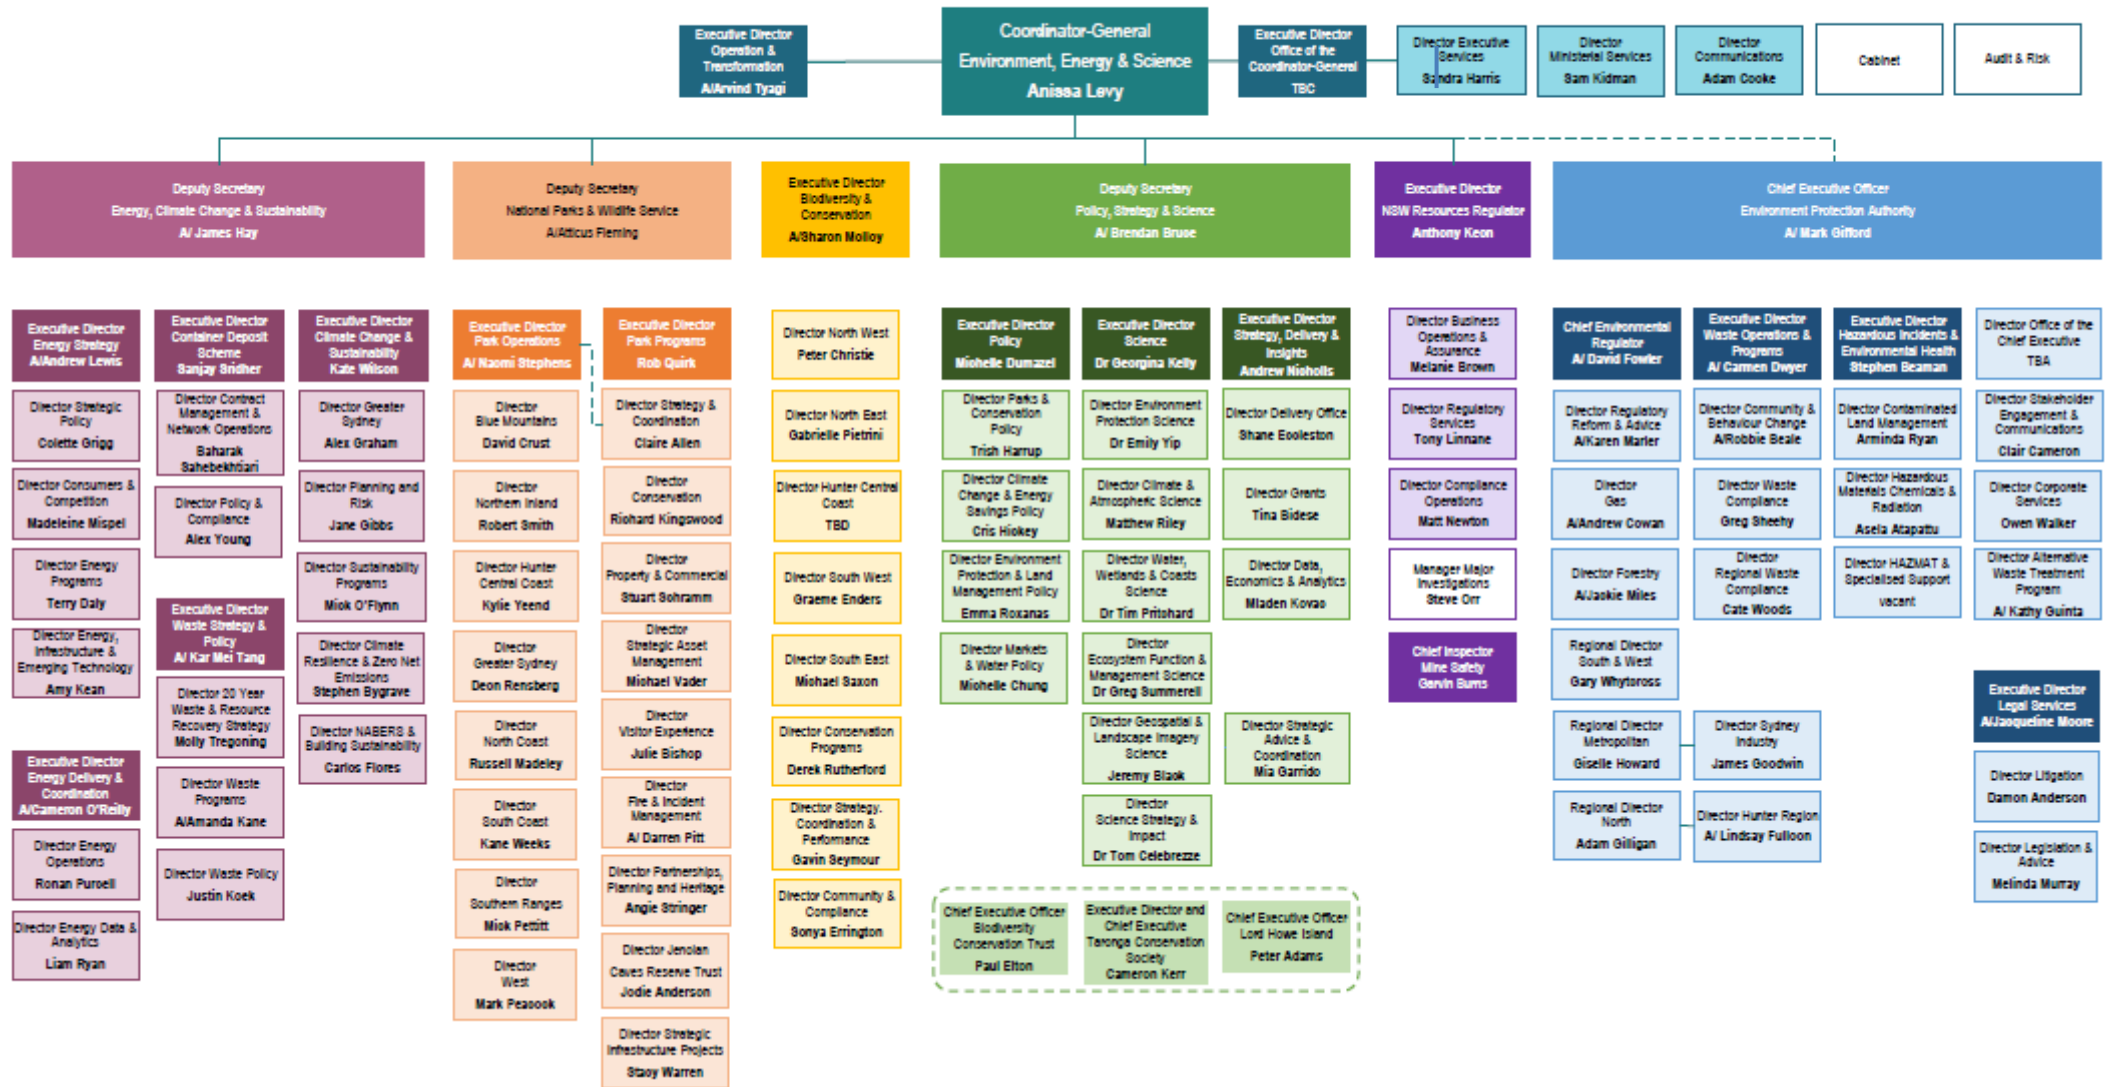 Executive Director
Operation &
Transformation
A/Arvind Tyagi
Coordinator-General
Environment, Energy & Science
Anissa Levy
Executive Director
Office of the
Coordinator-General
TBC
Director Executive
Services
Sandra Harris
Director
Ministerial Services
Sam Kidman
Director
Communications
Adam Cooke
Cabinet
Audit & Risk
Deputy Secretary
Energy, Climate Change & Sustainability
A/ James Hay
Deputy Secretary
National Parks & Wildlife Service
A/Atticus Fleming
Executive Director
Biodiversity &
Conservation
A/Sharon Molloy
Deputy Secretary
Policy, Strategy & Science
A/ Brendan Bruce
Executive Director
NSW Resources Regulator
Anthony Keon
Chief Executive Officer
Environment Protection Authority
A/ Mark Gifford
Executive Director
Energy Strategy
A/Andrew Lewis
Director Strategic
Policy
Colette Grigg
Director Consumers &
Competition
Madeleine Mispel
Director Energy
Programs
Terry Daly
Director Energy,
Infrastructure &
Emerging Technology
Amy Kean
Executive Director
Energy Delivery &
Coordination
A/Cameron O'Reilly
Director Energy
Operations
Ronan Purcell
Director Energy Data &
Analytics
Liam Ryan
Executive Director
Container Deposit
Scheme
Sanjay Sridher
Director Contract
Management &
Network Operations
Baharak
Sahebekhtiari
Director Policy &
Compliance
Alex Young
Executive Director
Waste Strategy &
Policy
A/ Kar Mei Tang
Director 20 Year
Waste & Resource
Recovery Strategy
Molly Tregoning
Director Waste
Programs
A/Amanda Kane
Director Waste Policy
Justin Koek
Executive Director
Climate Change &
Sustainability
Kate Wilson
Director Greater
Sydney
Alex Graham
Director Planning and
Risk
Jane Gibbs
Director Sustainability
Programs
Mick O'Flynn
Director Climate
Resilience & Zero Net
Emissions
Stephen Bygrave
Director NABERS &
Building Sustainability
Carlos Flores
Executive Director
Park Operations
A/ Naomi Stephens
Director
Blue Mountains
David Crust
Director
Northern Inland
Robert Smith
Director Hunter
Central Coast
Kylie Yeend
Director
Greater Sydney
Deon Rensberg
Director
North Coast
Russell Madeley
Director
South Coast
Kane Weeks
Director
Southern Ranges
Mick Pettitt
Director
West
Mark Peacock
Executive Director
Park Programs
Rob Quirk
Director Strategy &
Coordination
Claire Allen
Director
Conservation
Richard Kingswood
Director
Property & Commercial
Stuart Schramm
Director
Strategic Asset
Management
Michael Vader
Director
Visitor Experience
Julie Bishop
Director
Fire & Incident
Management
A/ Darren Pitt
Director Partnerships,
Planning and Heritage
Angie Stringer
Director Jenolan
Caves Reserve Trust
Jodie Anderson
Director Strategic
Infrastructure Projects
Stacy Warren
Director North West
Peter Christie
Director North East
Gabrielle Pietrini
Director Hunter Central
Coast
TBD
Director South West
Graeme Enders
Director South East
Michael Saxon
Director Conservation
Programs
Derek Rutherford
Director Strategy.
Coordination &
Performance
Gavin Seymour
Director Community &
Compliance
Sonya Errington
Executive Director
Policy
Michelle Dumazel
Director Parks &
Conservation
Policy
Trish Harrup
Director Climate
Change & Energy
Savings Policy
Cris Hickey
Director Environment
Protection & Land
Management Policy
Emma Roxanas
Director Markets
& Water Policy
Michelle Chung
Executive Director
Science
Dr Georgina Kelly
Director Environment
Protection Science
Dr Emily Yip
Director Climate &
Atmospheric Science
Matthew Riley
Director Water,
Wetlands & Coasts
Science
Dr Tim Pritchard
Director
Ecosystem Function &
Management Science
Dr Greg Summerell
Director Geospatial &
Landscape Imagery
Science
Jeremy Black
Director
Science Strategy &
Impact
Dr Tom Celebrezze
Executive Director
Strategy, Delivery &
Insights
Andrew Nicholls
Director Delivery Office
Shane Eccleston
Director Grants
Tina Bidese
Director Data,
Economics & Analytics
Mladen Kovac
Director Strategic
Advice &
Coordination
Mia Garrido
Chief Executive Officer
Biodiversity
Conservation Trust
Paul Elton
Executive Director and
Chief Executive
Taronga Conservation
Society
Cameron Kerr
Chief Executive Officer
Lord Howe Island
Peter Adams
Director Business
Operations &
Assurance
Melanie Brown
Director Regulatory
Services
Tony Linnane
Director Compliance
Operations
Matt Newton
Manager Major
Investigations
Steve Orr
Chief Inspector
Mine Safety
Garvin Burns
Chief Environmental
Regulator
A/ David Fowler
Director Regulatory
Reform & Advice
A/Karen Marler
Director
Gas
A/Andrew Cowan
Director Forestry
A/Jackie Miles
Regional Director
South & West
Gary Whytcross
Regional Director
Metropolitan
Giselle Howard
Regional Director
North
Adam Gilligan
Executive Director
Waste Operations &
Programs
A/ Carmen Dwyer
Director Community &
Behaviour Change
A/Robbie Beale
Director Waste
Compliance
Greg Sheehy
Director
Regional Waste
Compliance
Cate Woods
Director Sydney
Industry
James Goodwin
Director Hunter Region
A/ Lindsay Fulloon
Executive Director
Hazardous Incidents &
Environmental Health
Stephen Beaman
Director Contaminated
Land Management
Arminda Ryan
Director Hazardous
Materials Chemicals &
Radiation
Asela Atapattu
Director HAZMAT &
Specialised Support
vacant
Director Office of the
Chief Executive
TBA
Director Stakeholder
Engagement &
Communications
Clair Cameron
Director Corporate
Services
Owen Walker
Director Alternative
Waste Treatment
Program
A/ Kathy Guinta
Executive Director
Legal Services
A/Jacqueline Moore
Director Litigation
Damon Anderson
Director Legislation &
Advice
Melinda Murray